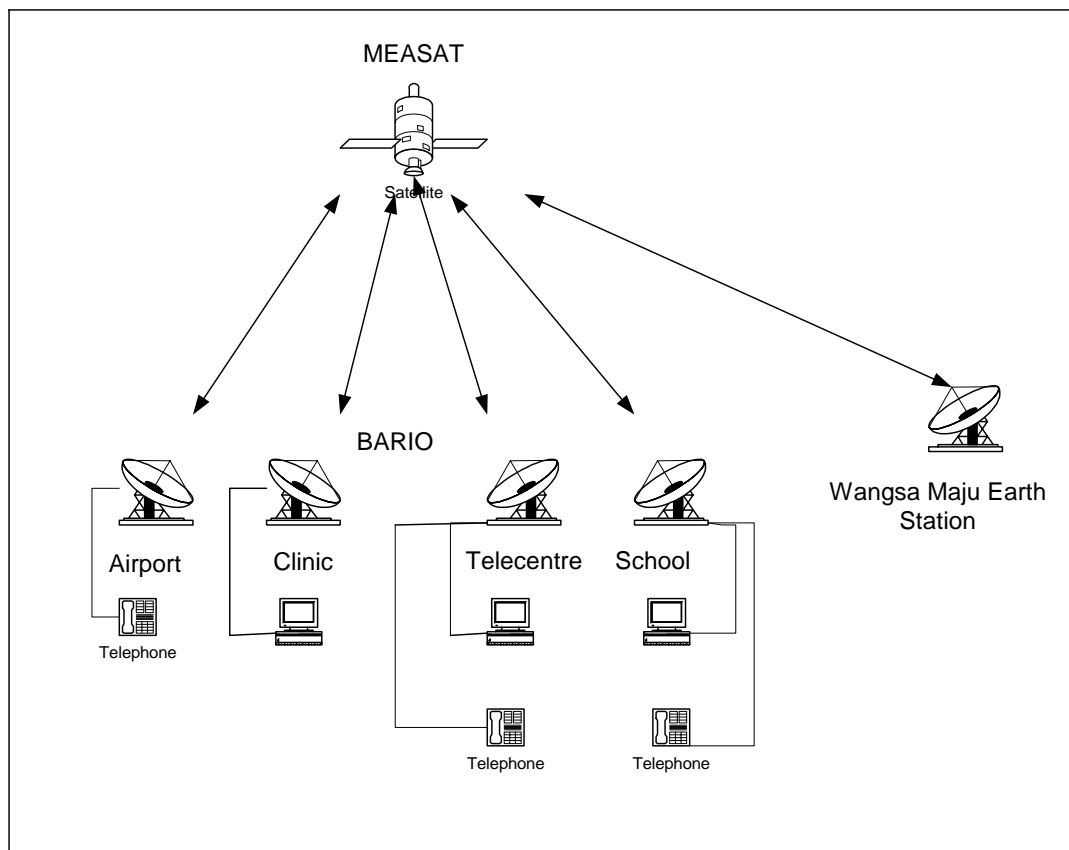 MEASAT
Satellite
BARIO
Wangsa Maju Earth
Station
Airport
Clinic
Telecentre
School
Telephone
Telephone
Telephone